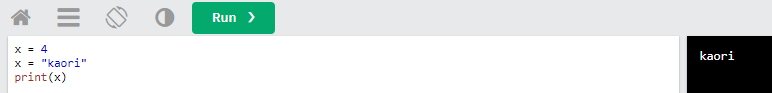 Run ❯
x = 4
x = "kaori"
print(x)
kaori